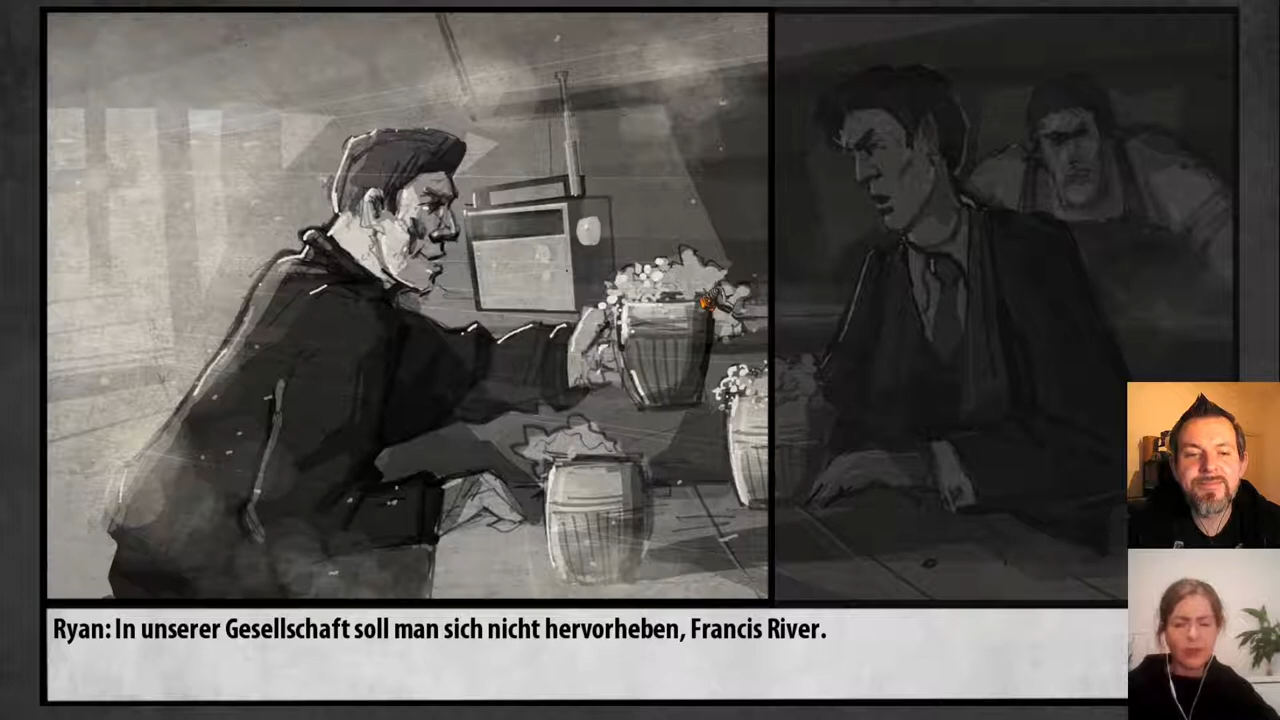 Ryan: In unserer Gesellschaft soll man sich nicht hervorheben, Francis River.